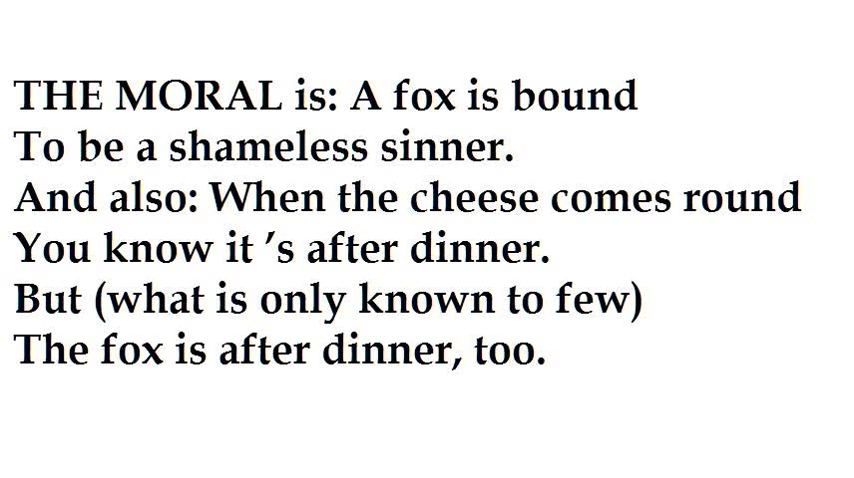 THE MORAL is: A fox is bound
To be a shameless sinner.
And also: When the cheese comes round
You know it ’s after dinner.
But (what is only known to few)
The fox is after dinner, too.